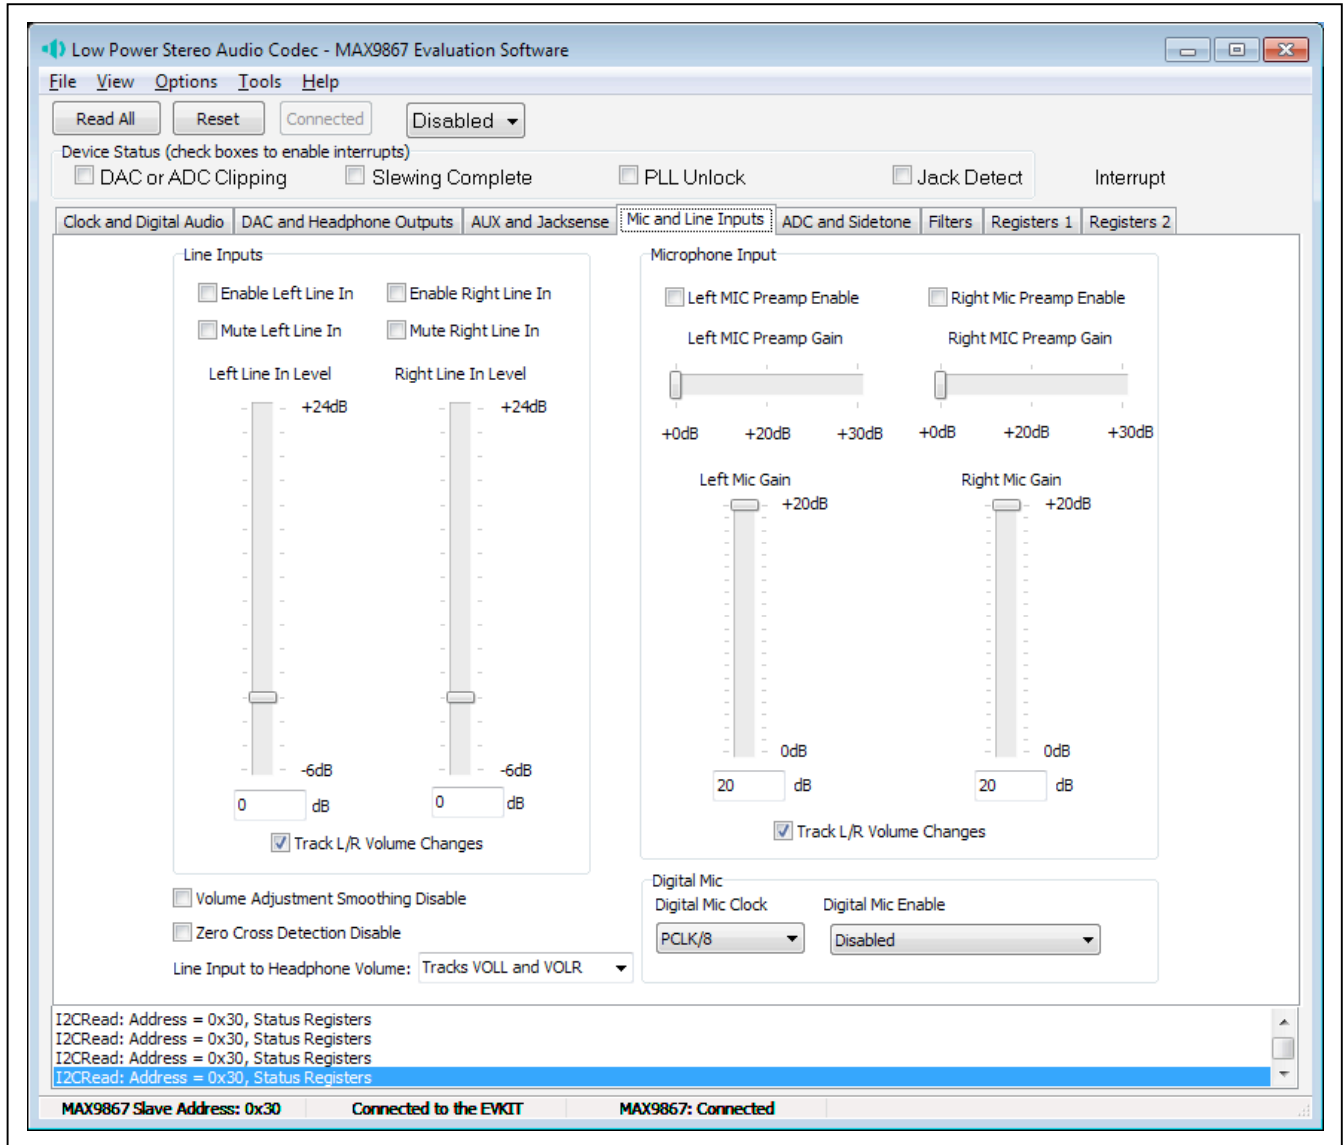 Low Power Stereo Audio Codec - MAX9867 Evaluation Software
File View Options Tools Help
Read All Reset Connected Disabled
Device Status (check boxes to enable interrupts)
DAC or ADC Clipping Slewing Complete PLL Unlock Jack Detect Interrupt
Clock and Digital Audio DAC and Headphone Outputs AUX and Jacksense Mic and Line Inputs ADC and Sidetone Filters Registers 1 Registers 2
Line Inputs
Enable Left Line In Enable Right Line In
Mute Left Line In Mute Right Line In
Left Line In Level Right Line In Level
+24dB +24dB
-6dB -6dB
0 dB 0 dB
Track L/R Volume Changes
Volume Adjustment Smoothing Disable
Zero Cross Detection Disable
Line Input to Headphone Volume: Tracks VOLL and VOLR
Microphone Input
Left MIC Preamp Enable Right Mic Preamp Enable
Left MIC Preamp Gain Right MIC Preamp Gain
+0dB +20dB +30dB +0dB +20dB +30dB
Left Mic Gain Right Mic Gain
+20dB +20dB
0dB 0dB
20 dB 20 dB
Track L/R Volume Changes
Digital Mic
Digital Mic Clock Digital Mic Enable
PCLK/8 Disabled
I2CRead: Address = 0x30, Status Registers
I2CRead: Address = 0x30, Status Registers
I2CRead: Address = 0x30, Status Registers
I2CRead: Address = 0x30, Status Registers
MAX9867 Slave Address: 0x30 Connected to the EVKIT MAX9867: Connected